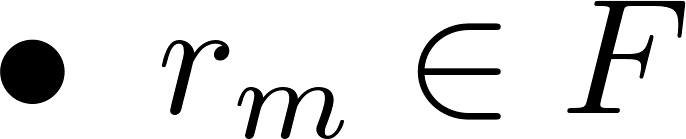 • r_m ∈ F